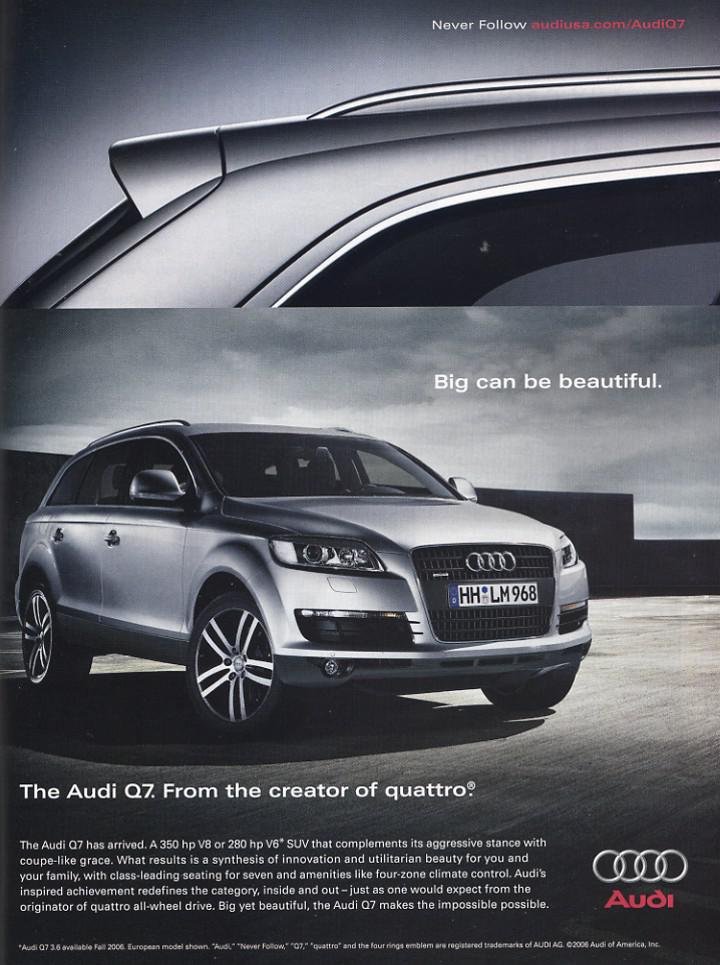 Never Follow audiusa.com/AudiQ7
Big can be beautiful.
HH LM 968
The Audi Q7. From the creator of quattro.®
The Audi Q7 has arrived. A 350 hp V8 or 280 hp V6* SUV that complements its aggressive stance with
coupe-like grace. What results is a synthesis of innovation and utilitarian beauty for you and
your family, with class-leading seating for seven and amenities like four-zone climate control. Audi's
inspired achievement redefines the category, inside and out – just as one would expect from the
originator of quattro all-wheel drive. Big yet beautiful, the Audi Q7 makes the impossible possible.
Audi
*Audi Q7 3.6 available Fall 2006. European model shown. "Audi," "Never Follow," "Q7," "quattro" and the four rings emblem are registered trademarks of AUDI AG. ©2006 Audi of America, Inc.